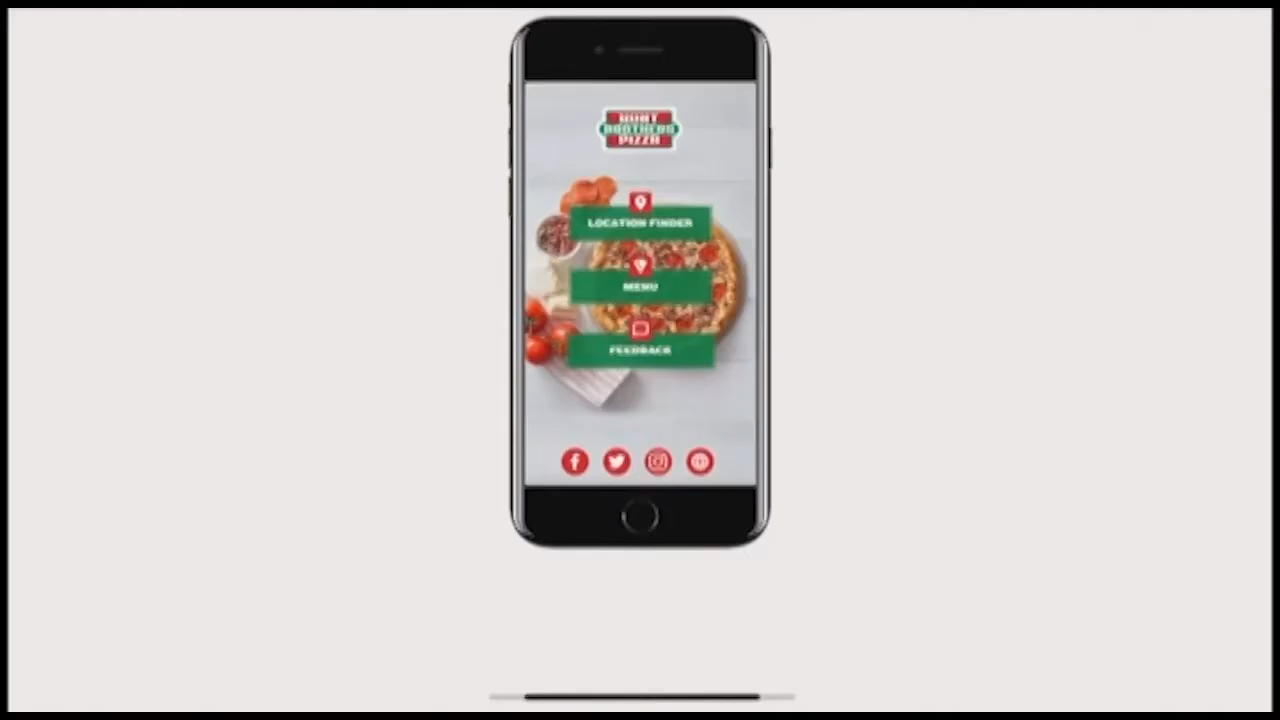 HUNT
BROTHERS
PIZZA
LOCATION FINDER
MENU
FEEDBACK